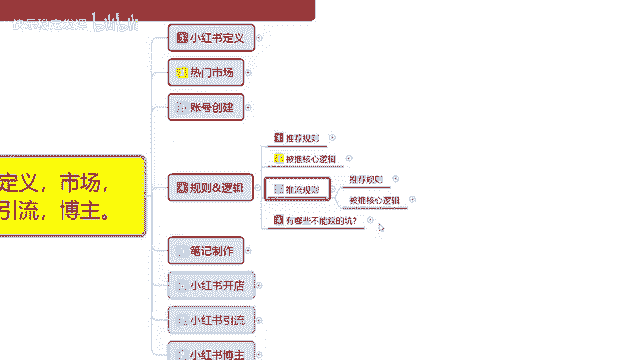 小红书定义
热门市场
账号创建
推荐规则
被推核心逻辑
定义，市场，
引流，博主。
规则&逻辑
推流规则
推荐规则
被推核心逻辑
有哪些不能踩的坑?
笔记制作
小红书开店
小红书引流
小红书博主